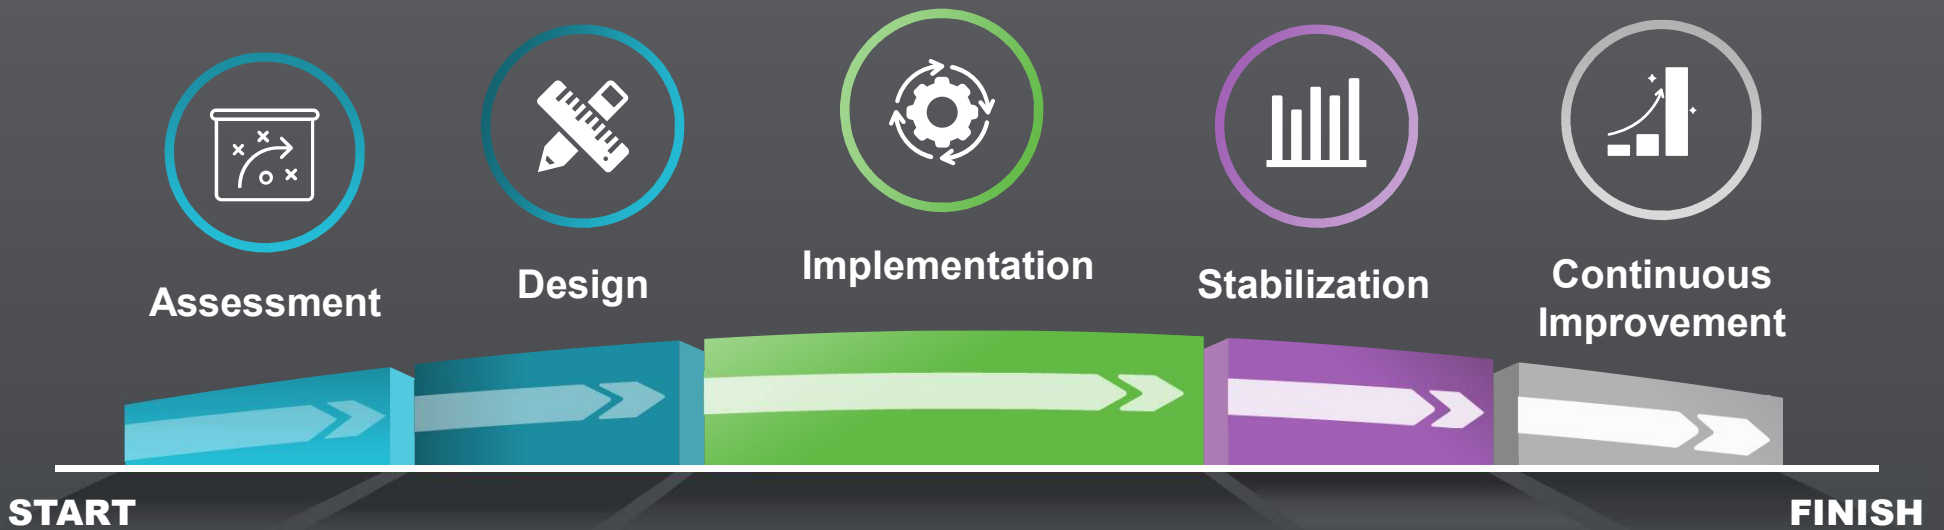 Assessment
Design
Implementation
Stabilization
Continuous
Improvement
START
FINISH